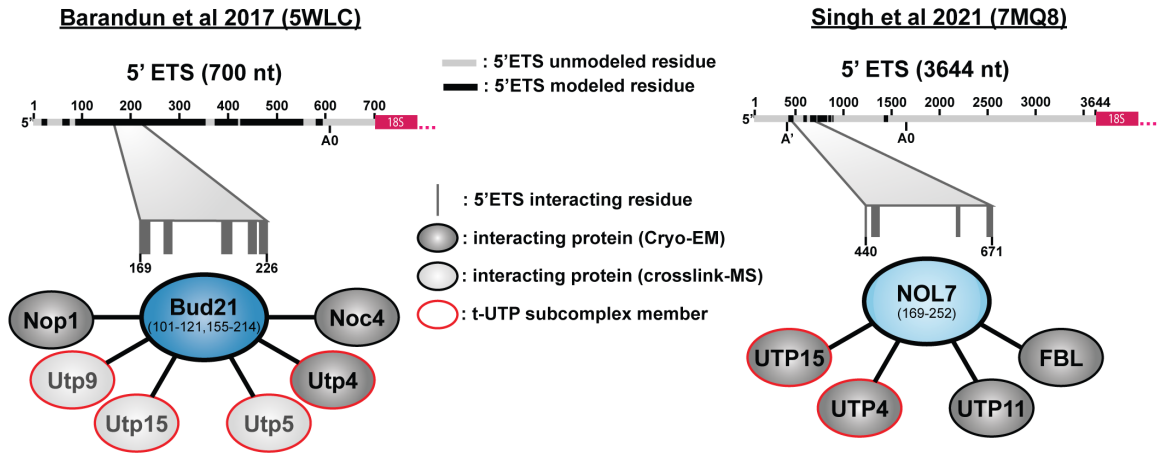 Barandun et al 2017 (5WLC)
5' ETS (700 nt)
1 100 200 300 400 500 600 700
5' 18S
A0
169 226
Bud21
(101-121,155-214)
Nop1
Noc4
Utp9
Utp4
Utp15
Utp5
: 5'ETS unmodeled residue
: 5'ETS modeled residue
: 5'ETS interacting residue
: interacting protein (Cryo-EM)
: interacting protein (crosslink-MS)
: t-UTP subcomplex member
Singh et al 2021 (7MQ8)
5' ETS (3644 nt)
1 500 1000 1500 2000 2500 3000 3644
5' 18S
A' A0
440 671
NOL7
(169-252)
UTP15
FBL
UTP4
UTP11